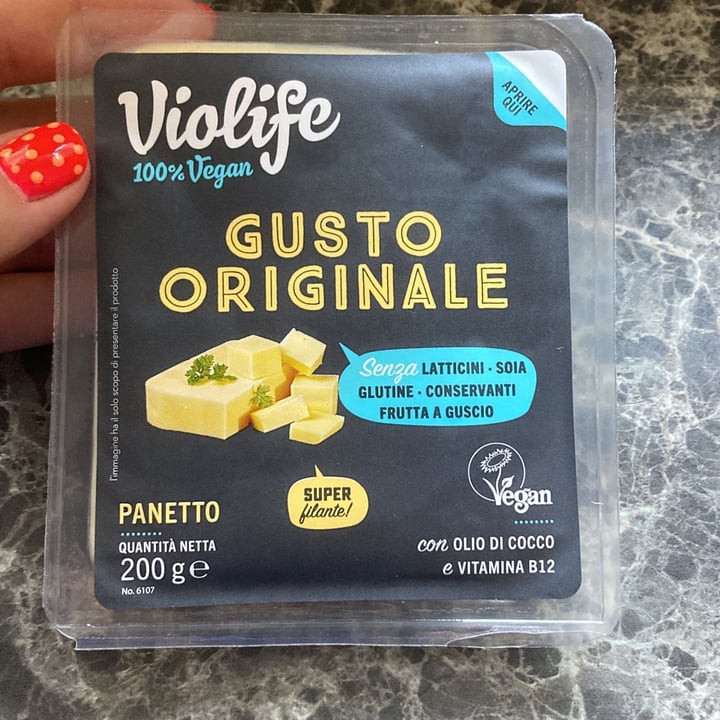 Violife
100% Vegan
APRIRE
QUI
GUSTO
ORIGINALE
l'immagine ha il solo scopo di presentare il prodotto
Senza LATTICINI · SOIA
GLUTINE · CONSERVANTI
FRUTTA A GUSCIO
SUPER
filante!
Vegan
PANETTO
QUANTITÀ NETTA
200 g e
No. 6107
con OLIO DI COCCO
e VITAMINA B12